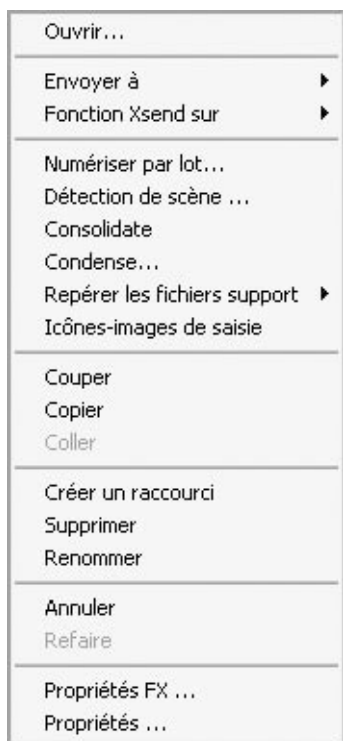 Ouvrir...
Envoyer à
Fonction Xsend sur
Numériser par lot...
Détection de scène ...
Consolidate
Condense...
Repérer les fichiers support
Icônes-images de saisie
Couper
Copier
Coller
Créer un raccourci
Supprimer
Renommer
Annuler
Refaire
Propriétés FX ...
Propriétés ...